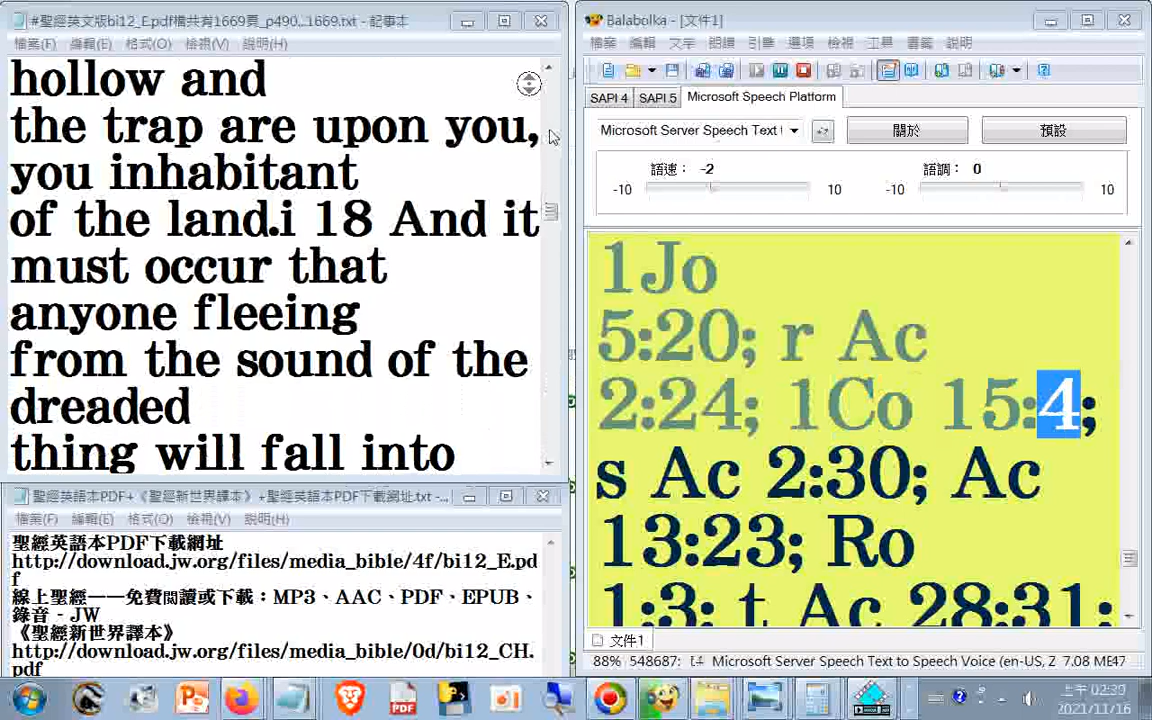 #聖經英文版bi12_E.pdf檔共有1669頁_p490,..1669.txt - 記事本
檔案(F) 編輯(E) 格式(O) 檢視(V) 說明(H)
hollow and
the trap are upon you,
you inhabitant
of the land.i 18 And it
must occur that
anyone fleeing
from the sound of the
dreaded
thing will fall into
聖經英語本PDF+《聖經新世界譯本》+聖經英語本PDF下載網址.txt -...
檔案(F) 編輯(E) 格式(O) 檢視(V) 說明(H)
聖經英語本PDF下載網址
http://download.jw.org/files/media_bible/4f/bi12_E.pd
f
線上聖經──免費閱讀或下載：MP3、AAC、PDF、EPUB、
錄音 - JW
《聖經新世界譯本》
http://download.jw.org/files/media_bible/0d/bi12_CH.
pdf
Balabolka - [文件1]
檔案 編輯 文字 朗讀 引擎 選項 檢視 工具 書籤 說明
SAPI 4 SAPI 5 Microsoft Speech Platform
Microsoft Server Speech Text 關於 預設
語速： -2 語調： 0
-10 10 -10 10
1Jo
5:20; r Ac
2:24; 1Co 15:4;
s Ac 2:30; Ac
13:23; Ro
1:3; t Ac 28:31;
文件1
88% 548687: Microsoft Server Speech Text to Speech Voice (en-US, Z 7.08 ME47
上午 02:39
2021/11/16